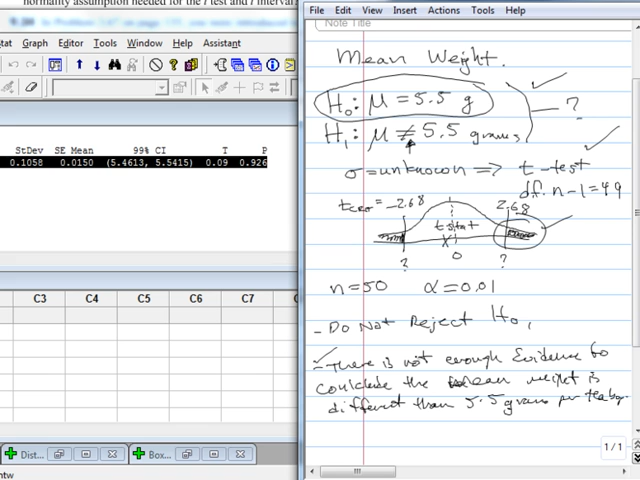 normality assumption needed for the t test and t interval
tat Graph Editor Tools Window Help Assistant
StDev SE Mean 99% CI T P
0.1058 0.0150 (5.4613, 5.5415) 0.09 0.926
C3 C4 C5 C6 C7
Dist... Box...
ntw
File Edit View Insert Actions Tools Help
Note Title
Mean Weight.
H0: μ = 5.5 g
?
H1: μ ≠ 5.5 grams
σ = unknown ⟹ t-test
df. n-1 = 49
tcrit = -2.68 2.68
t stat
X
? 0 ?
n = 50 α = 0.01
- Do Not Reject H0,
- There is not enough Evidence to
Conclude the mean weight is
different than 5.5 grams per teabag.
1 / 1